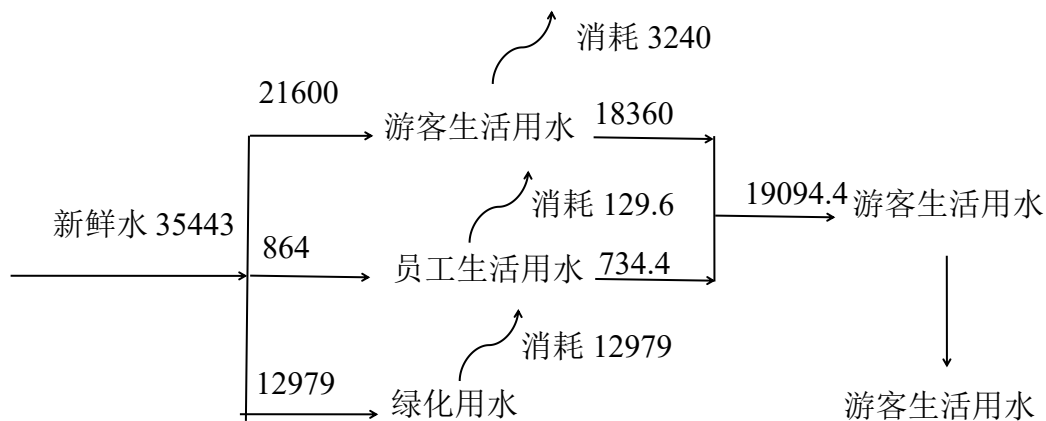 消耗 3240
21600
游客生活用水
18360
消耗 129.6
19094.4
游客生活用水
新鲜水 35443
864
员工生活用水
734.4
消耗 12979
12979
绿化用水
游客生活用水